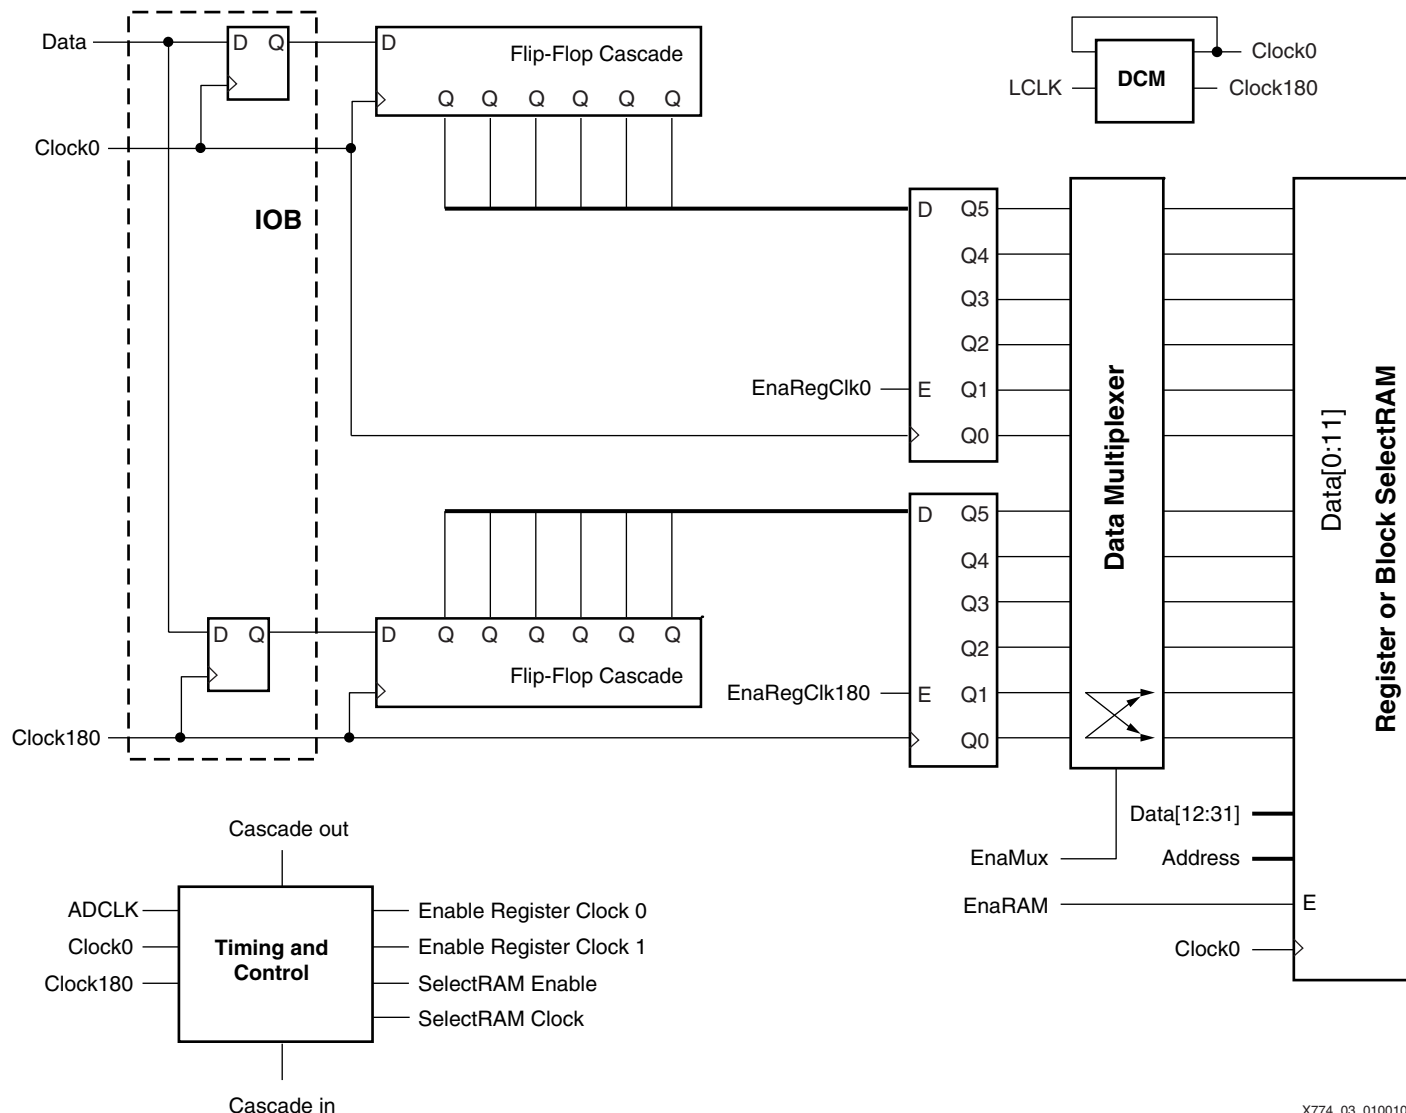 Data
D Q
D
Flip-Flop Cascade
Q Q Q Q Q Q
Clock0
IOB
DCM
LCLK
Clock0
Clock180
D Q5
Q4
Q3
Q2
EnaRegClk0
E Q1
Q0
D Q5
Q4
Q3
Q2
EnaRegClk180
E Q1
Q0
Data Multiplexer
Data[0:11]
Register or Block SelectRAM
D Q
D Q Q Q Q Q Q
Flip-Flop Cascade
Clock180
Data[12:31]
EnaMux
Address
EnaRAM
E
Clock0
Cascade out
ADCLK
Clock0
Clock180
Timing and
Control
Enable Register Clock 0
Enable Register Clock 1
SelectRAM Enable
SelectRAM Clock
Cascade in
X774_03_010010